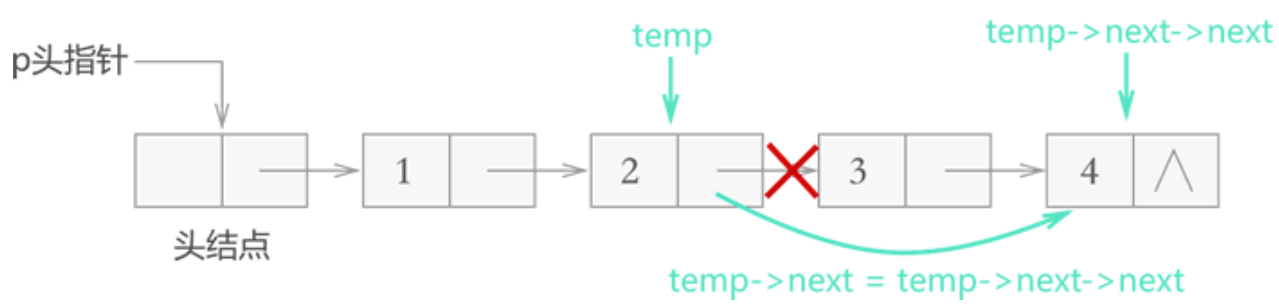 temp
temp->next->next
p头指针
1
2
3
4
∧
头结点
temp->next = temp->next->next